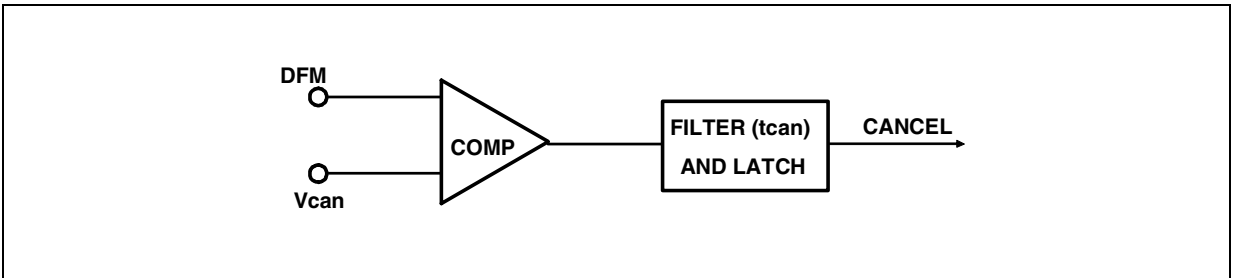 DFM
COMP
Vcan
FILTER (tcan)
AND LATCH
CANCEL